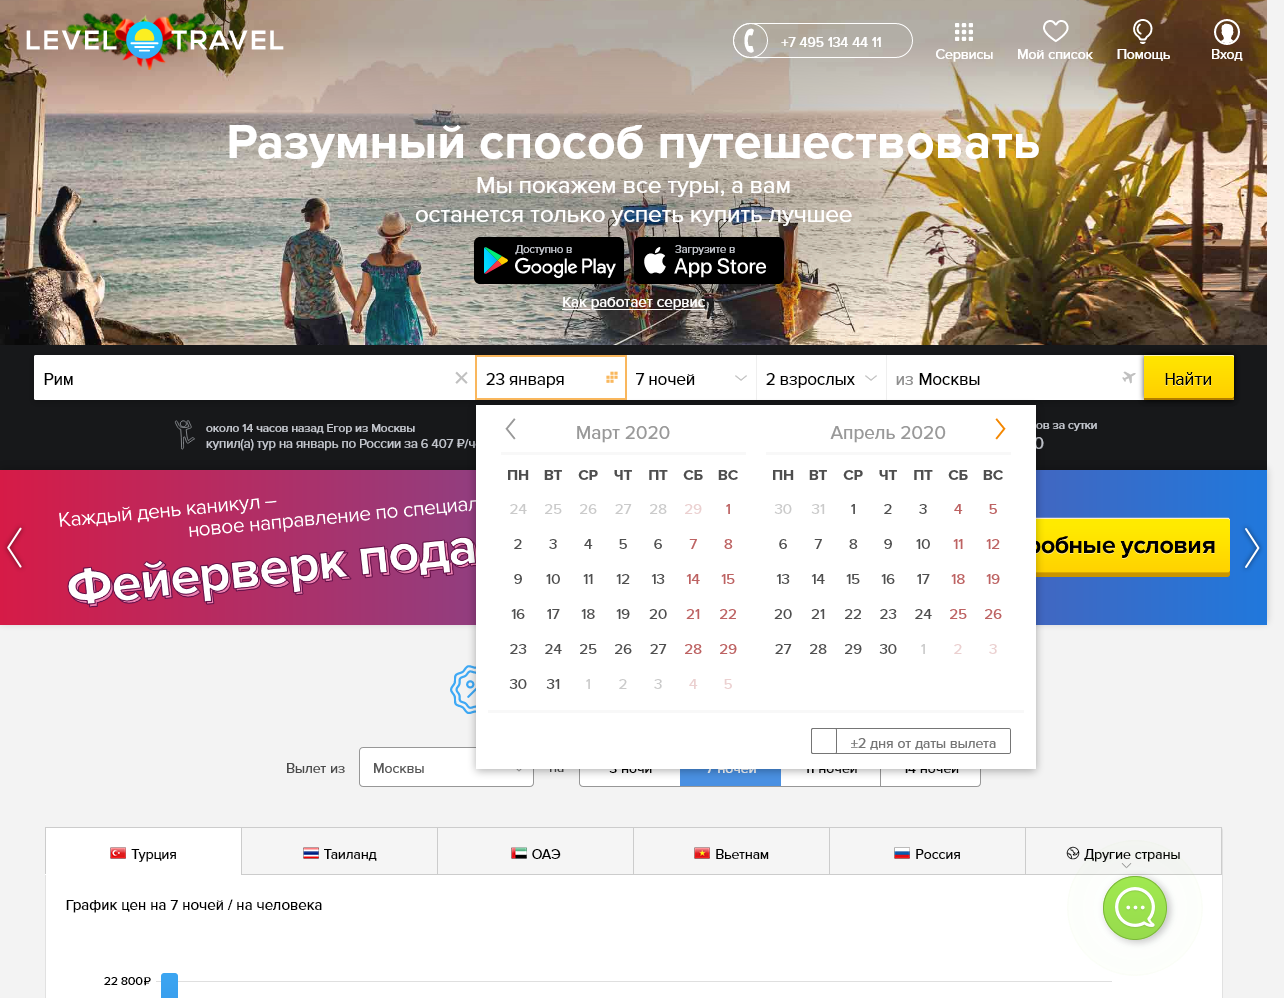 LEVEL TRAVEL
+7 495 134 44 11
Сервисы
Мой список
Помощь
Вход
Разумный способ путешествовать
Мы покажем все туры, а вам
останется только успеть купить лучшее
Доступно в
Google Play
Загрузите в
App Store
Как работает сервис
Рим
23 января
7 ночей
2 взрослых
из Москвы
Найти
около 14 часов назад Егор из Москвы
купил(а) тур на январь по России за 6 407 ₽/ч
ов за сутки
Каждый день каникул –
новое направление по специал
Фейерверк пода
робные условия
Март 2020
ПН ВТ СР ЧТ ПТ СБ ВС
24 25 26 27 28 29 1
2 3 4 5 6 7 8
9 10 11 12 13 14 15
16 17 18 19 20 21 22
23 24 25 26 27 28 29
30 31 1 2 3 4 5
Апрель 2020
ПН ВТ СР ЧТ ПТ СБ ВС
30 31 1 2 3 4 5
6 7 8 9 10 11 12
13 14 15 16 17 18 19
20 21 22 23 24 25 26
27 28 29 30 1 2 3
±2 дня от даты вылета
Вылет из
Москвы
на
3 ночи
7 ночей
11 ночей
14 ночей
Турция
Таиланд
ОАЭ
Вьетнам
Россия
Другие страны
График цен на 7 ночей / на человека
22 800₽